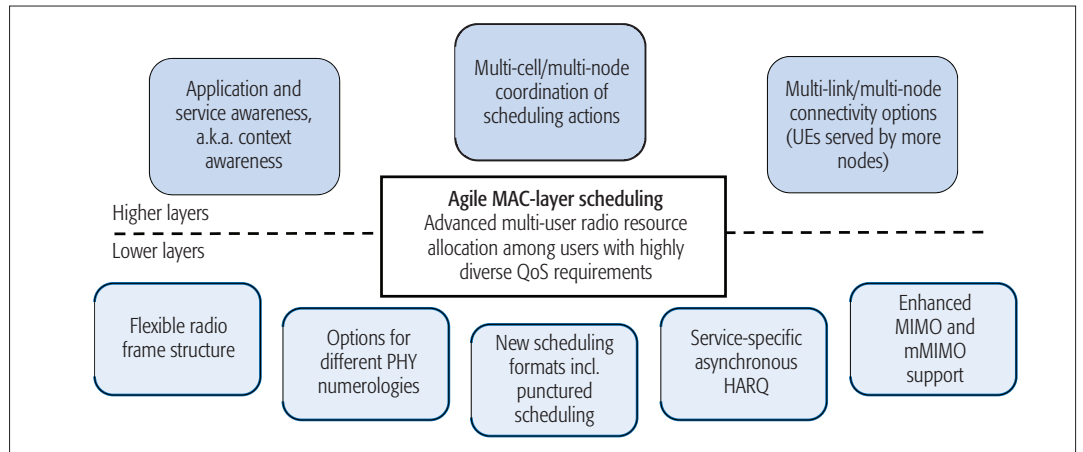 Application and
service awareness,
a.k.a. context
awareness
Multi-cell/multi-node
coordination of
scheduling actions
Multi-link/multi-node
connectivity options
(UEs served by more
nodes)
Agile MAC-layer scheduling
Advanced multi-user radio resource
allocation among users with highly
diverse QoS requirements
Higher layers
Lower layers
Flexible radio
frame structure
Options for
different PHY
numerologies
New scheduling
formats incl.
punctured
scheduling
Service-specific
asynchronous
HARQ
Enhanced
MIMO and
mMIMO
support